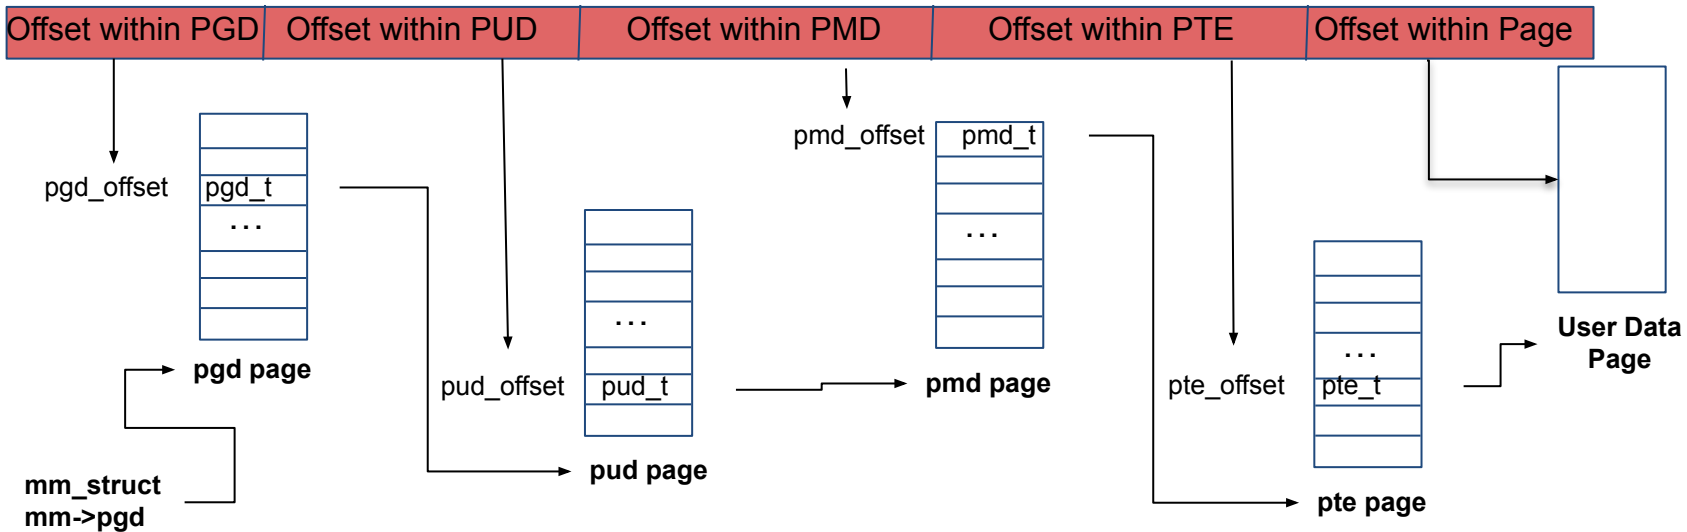 Offset within PGD
Offset within PUD
Offset within PMD
Offset within PTE
Offset within Page
pmd_offset
pmd_t
pgd_offset
pgd_t
...
...
...
...
User Data
Page
pgd page
pud_offset
pud_t
pmd page
pte_offset
pte_t
pud page
mm_struct
mm->pgd
pte page